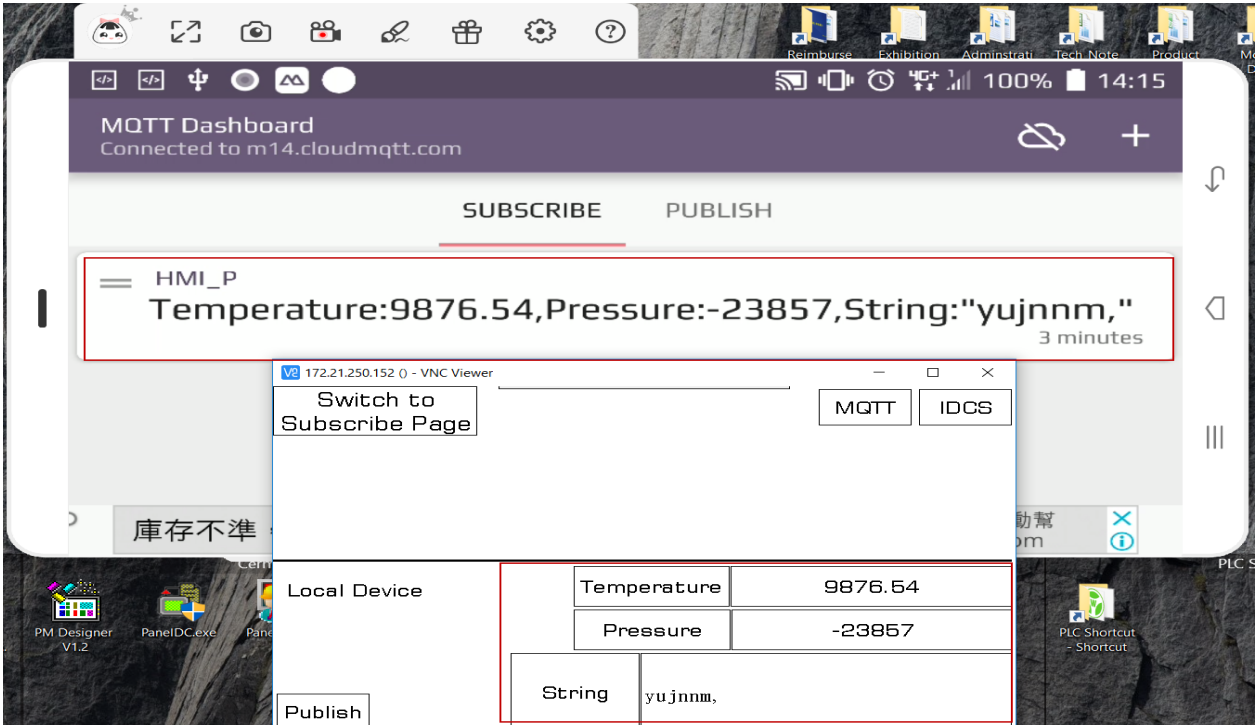 Reimburse Exhibition Adminstrati Tech_Note Product
100% 14:15
MQTT Dashboard
Connected to m14.cloudmqtt.com
SUBSCRIBE PUBLISH
HMI_P
Temperature:9876.54,Pressure:-23857,String:"yujnnm,"
3 minutes
172.21.250.152 () - VNC Viewer
Switch to
Subscribe Page
MQTT IDCS
庫存不準
動幫
Local Device
Temperature 9876.54
Pressure -23857
String yujnnm,
Publish
PM Designer
V1.2
PanelDC.exe
PLC Shortcut
- Shortcut